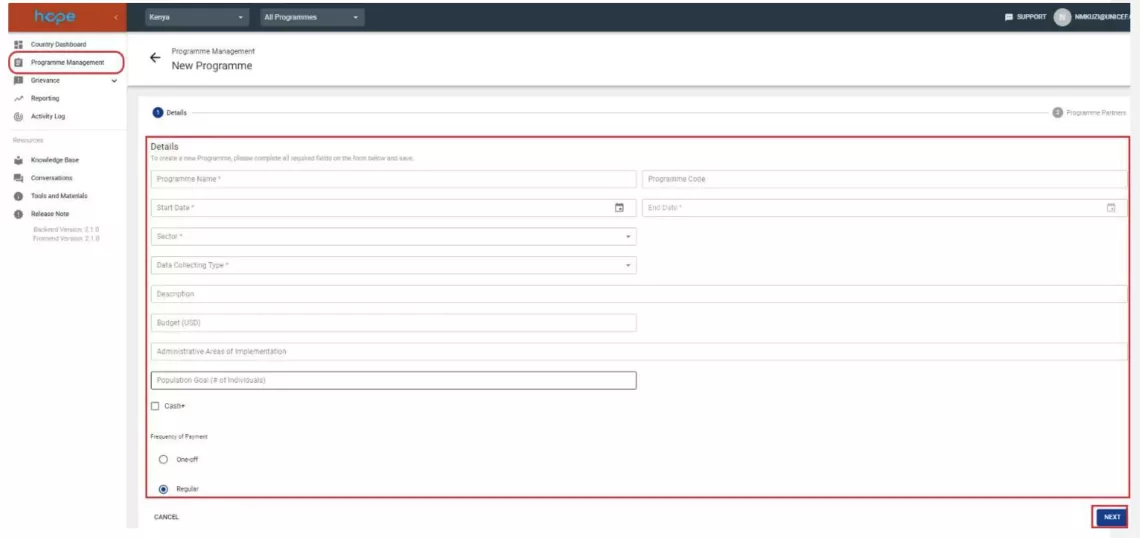 hope
Kenya
All Programmes
SUPPORT
N
NMKUZI@UNICEF.
Country Dashboard
Programme Management
Grievance
Reporting
Activity Log
Resources
Knowledge Base
Conversations
Tools and Materials
Release Note
Backend Version: 2.1.0
Frontend Version: 2.1.0
Programme Management
New Programme
1 Details
2 Programme Partners
Details
To create a new Programme, please complete all required fields on the form below and save.
Programme Name *
Programme Code
Start Date *
End Date *
Sector *
Data Collecting Type *
Description
Budget (USD)
Administrative Areas of Implementation
Population Goal (# of Individuals)
Cash+
Frequency of Payment
One-off
Regular
CANCEL
NEXT